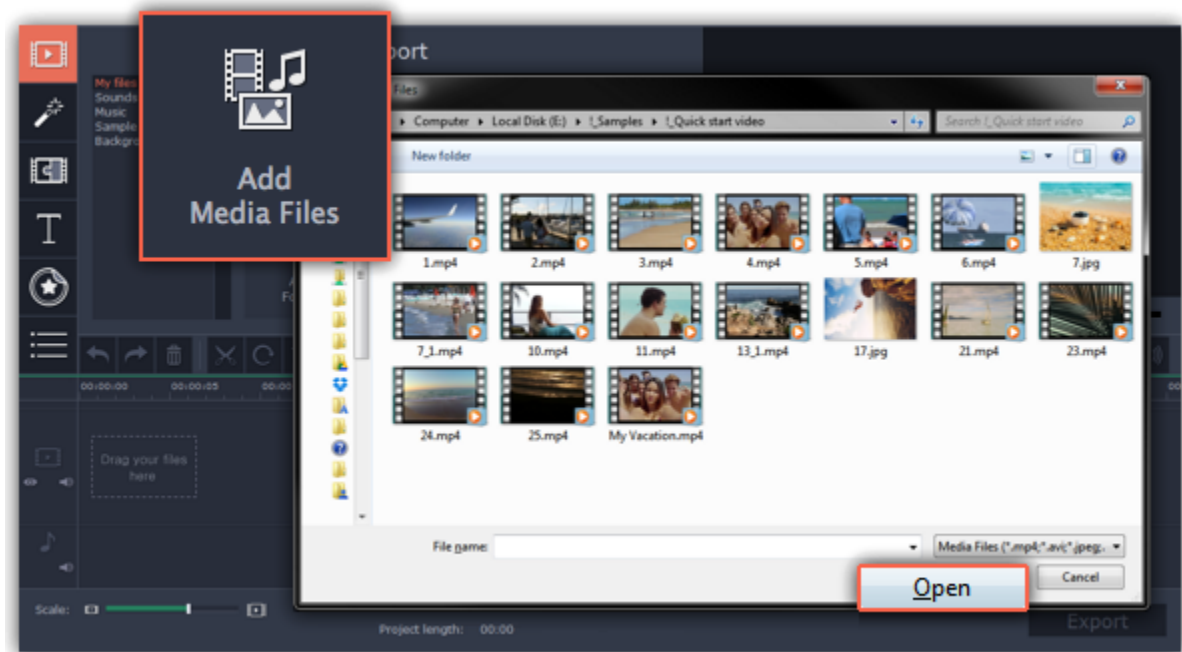 port
My files
Sounds
Music
Sample
Backgro
Add
Media Files
Files
Computer Local Disk (E:) !_Samples !_Quick start video
Search !_Quick start video
New folder
1.mp4 2.mp4 3.mp4 4.mp4 5.mp4 6.mp4 7.jpg
7_1.mp4 10.mp4 11.mp4 13_1.mp4 17.jpg 21.mp4 23.mp4
24.mp4 25.mp4 My Vacation.mp4
T
00:00:00 00:00:05 00:00
Drag your files
here
File name:
Media Files (*.mp4;*.avi;*.jpeg;.
Open
Cancel
Scale:
Project length: 00:00
Export